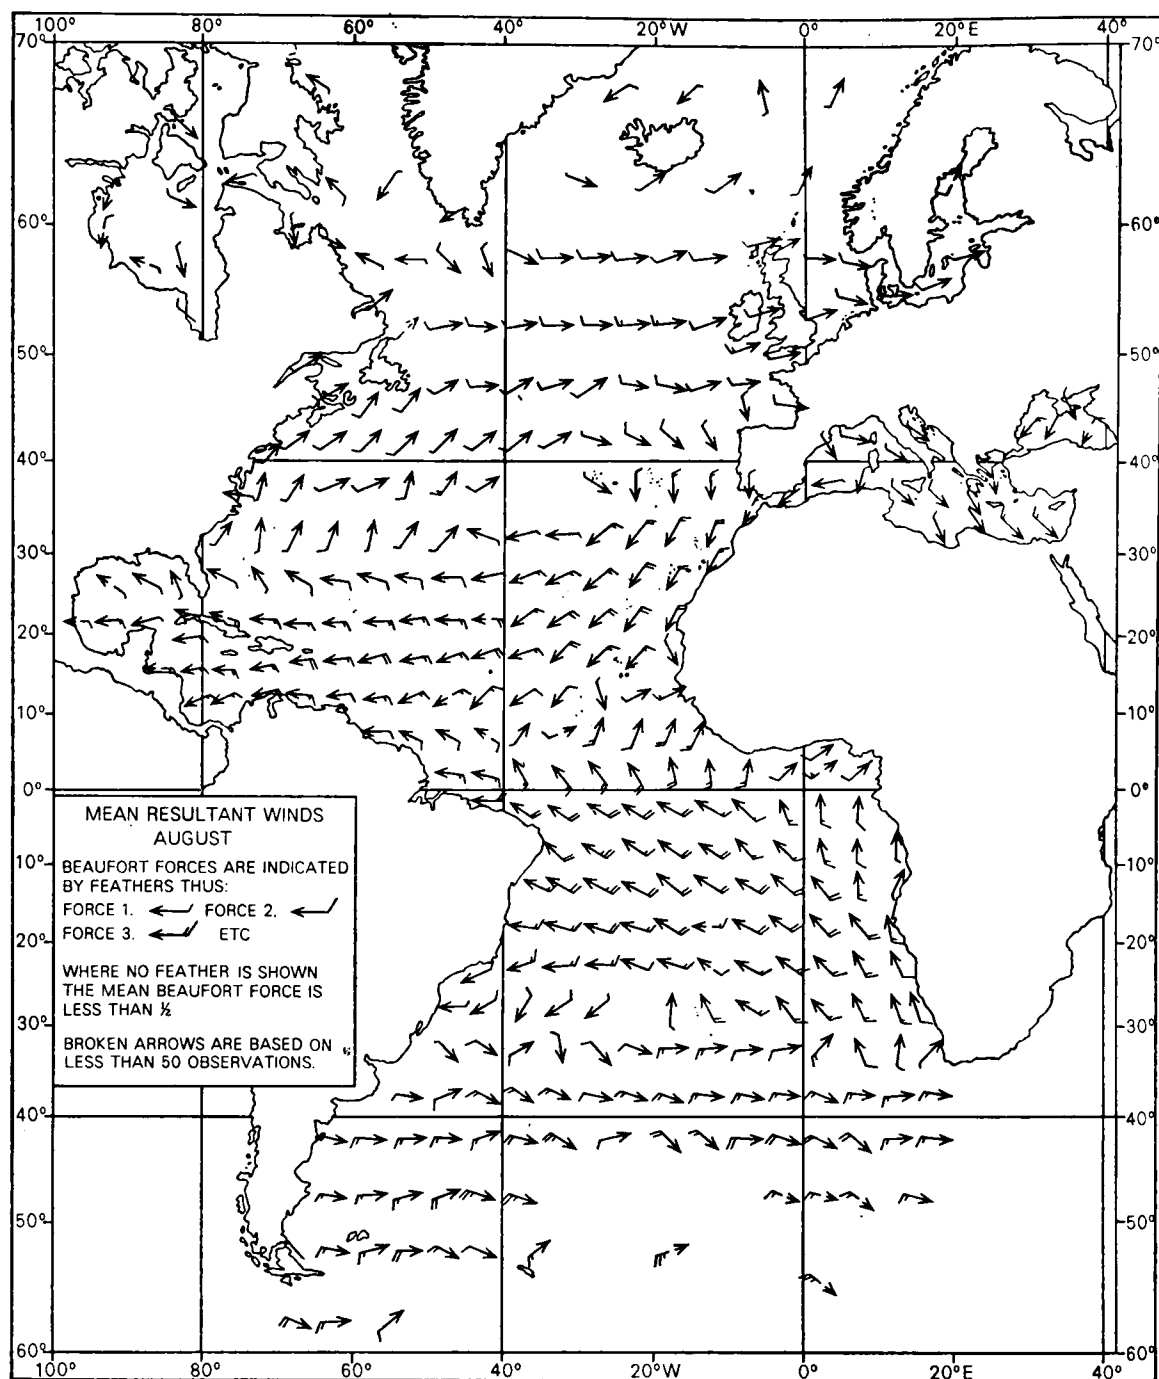 100° 80° 60° 40° 20°W 0° 20°E 40°
70° 70°
60° 60°
50° 50°
40° 40°
30° 30°
20° 20°
10° 10°
0° 0°
MEAN RESULTANT WINDS
AUGUST
BEAUFORT FORCES ARE INDICATED
BY FEATHERS THUS:
FORCE 1. FORCE 2.
FORCE 3. ETC
WHERE NO FEATHER IS SHOWN
THE MEAN BEAUFORT FORCE IS
LESS THAN ½
BROKEN ARROWS ARE BASED ON
LESS THAN 50 OBSERVATIONS.
10° 10°
20° 20°
30° 30°
40° 40°
50° 50°
60° 60°
100° 80° 60° 40° 20°W 0° 20°E 40°